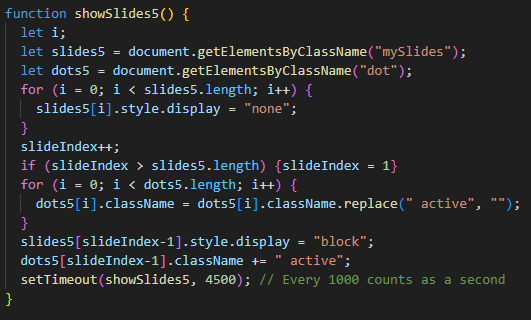 function showSlides5() {
  let i;
  let slides5 = document.getElementsByClassName("mySlides");
  let dots5 = document.getElementsByClassName("dot");
  for (i = 0; i < slides5.length; i++) {
    slides5[i].style.display = "none";
  }
  slideIndex++;
  if (slideIndex > slides5.length) {slideIndex = 1}
  for (i = 0; i < dots5.length; i++) {
    dots5[i].className = dots5[i].className.replace(" active", "");
  }
  slides5[slideIndex-1].style.display = "block";
  dots5[slideIndex-1].className += " active";
  setTimeout(showSlides5, 4500); // Every 1000 counts as a second
}